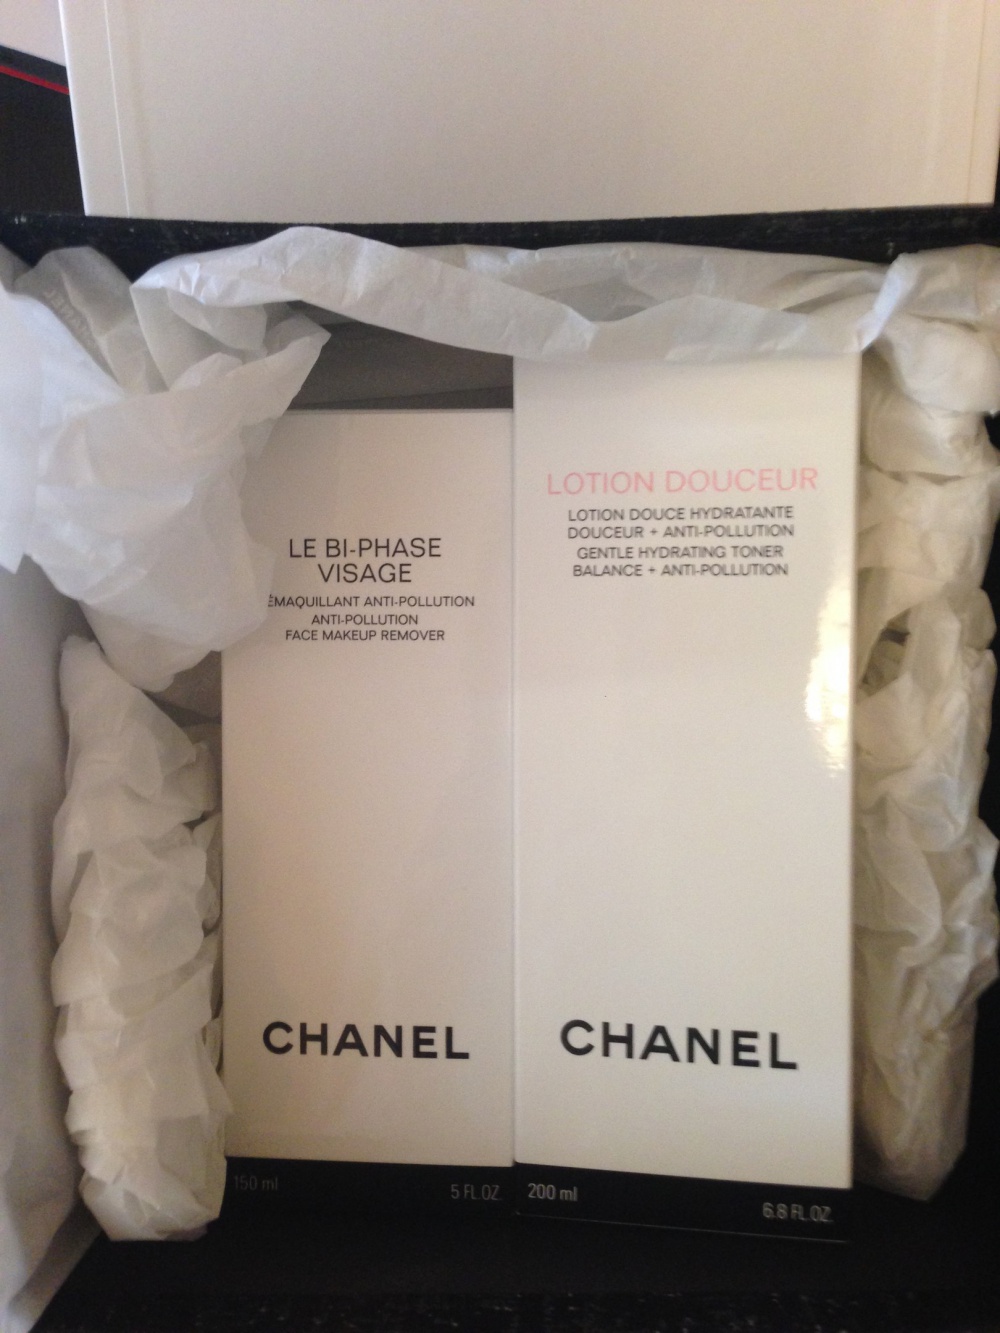 LE BI-PHASE
VISAGE
ÉMAQUILLANT ANTI-POLLUTION
ANTI-POLLUTION
FACE MAKEUP REMOVER
CHANEL
150 ml
5 FL.OZ.
LOTION DOUCEUR
LOTION DOUCE HYDRATANTE
DOUCEUR + ANTI-POLLUTION
GENTLE HYDRATING TONER
BALANCE + ANTI-POLLUTION
CHANEL
200 ml
6.8 FL.OZ.